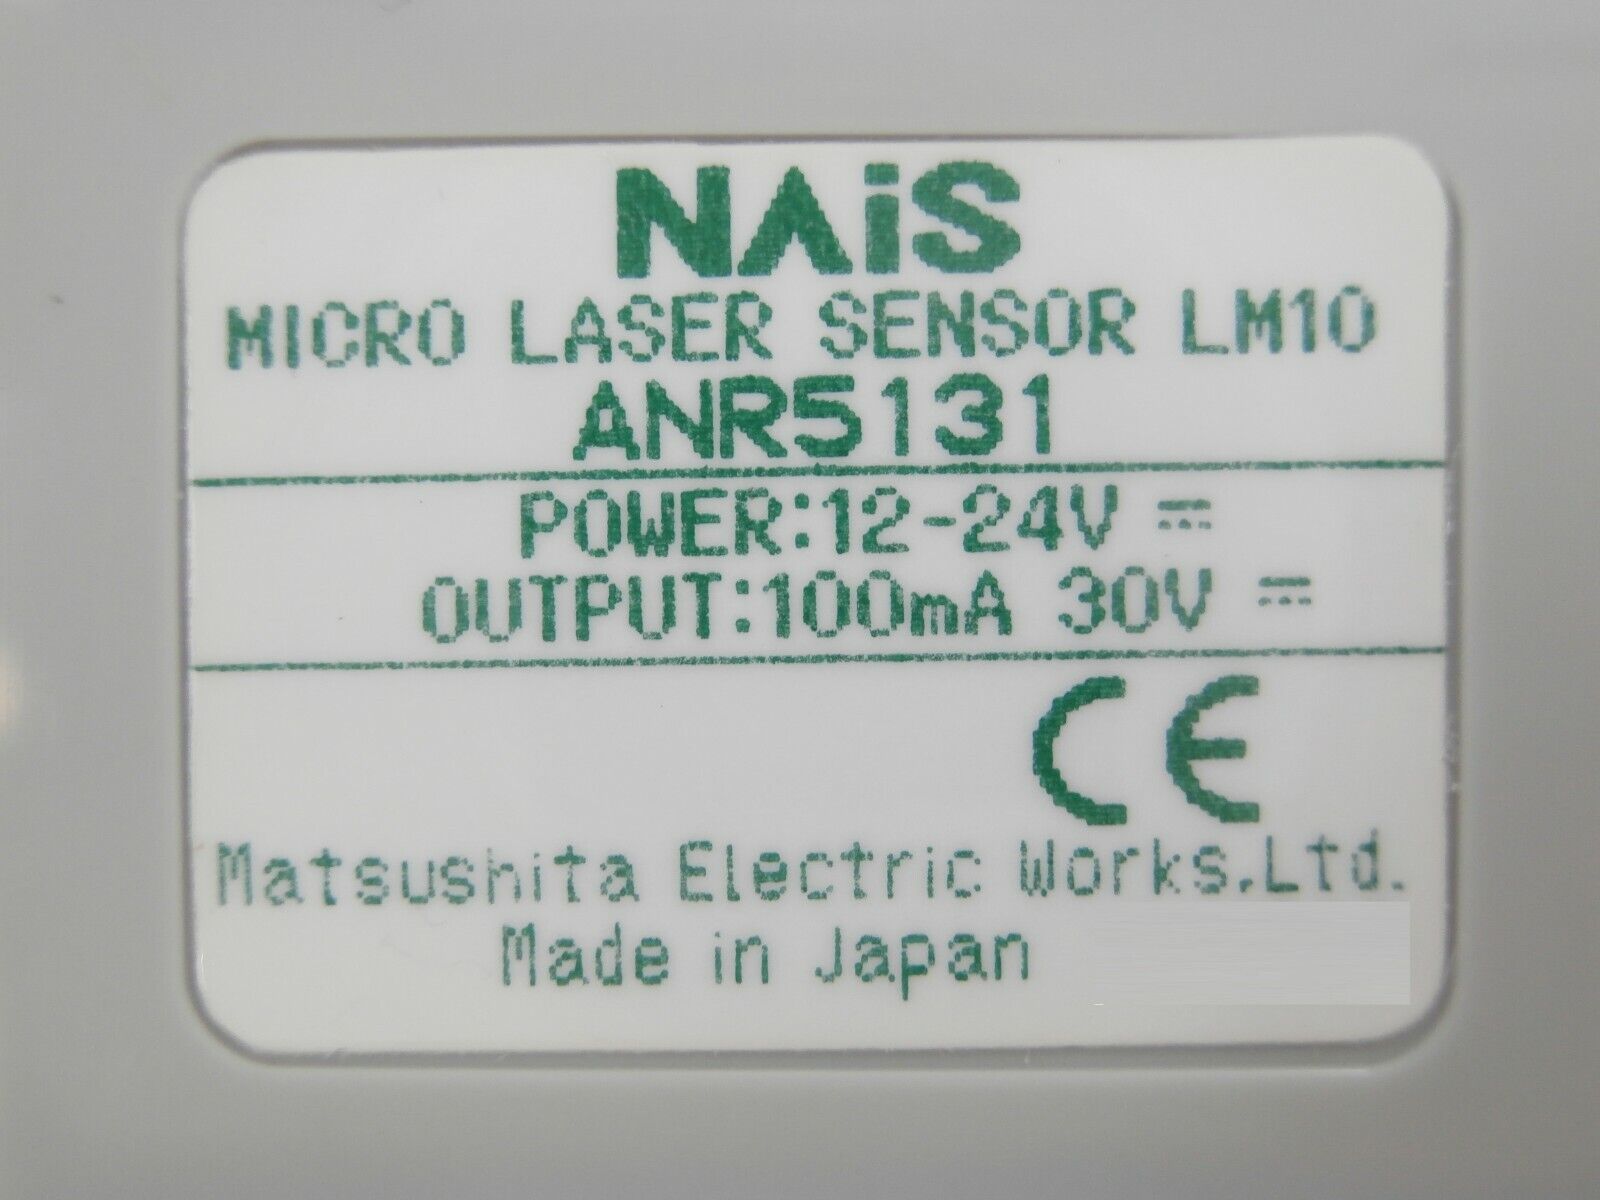 NAiS
MICRO LASER SENSOR LM10
ANR5131
POWER:12-24V ⎓
OUTPUT:100mA 30V ⎓
CE
Matsushita Electric Works,Ltd.
Made in Japan